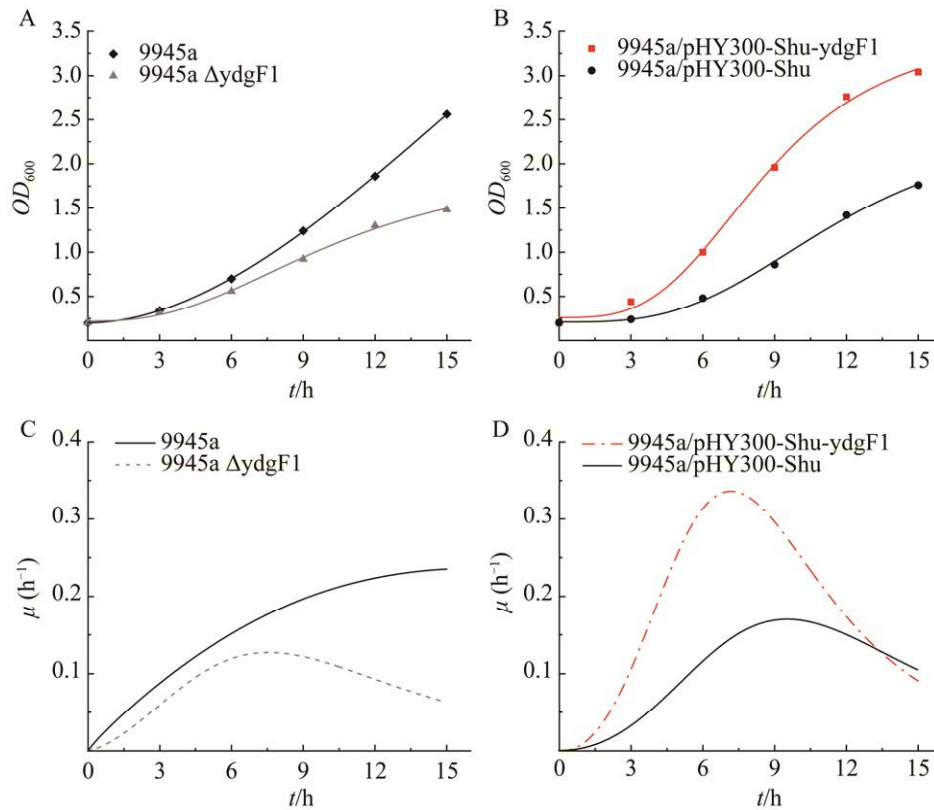 A
9945a
9945a ΔydgF1
3.5
3.0
2.5
2.0
1.5
1.0
0.5
OD600
0 3 6 9 12 15
t/h
B
9945a/pHY300-Shu-ydgF1
9945a/pHY300-Shu
3.5
3.0
2.5
2.0
1.5
1.0
0.5
OD600
0 3 6 9 12 15
t/h
C
9945a
9945a ΔydgF1
0.4
0.3
0.2
0.1
μ (h⁻¹)
0 3 6 9 12 15
t/h
D
9945a/pHY300-Shu-ydgF1
9945a/pHY300-Shu
0.4
0.3
0.2
0.1
μ (h⁻¹)
0 3 6 9 12 15
t/h